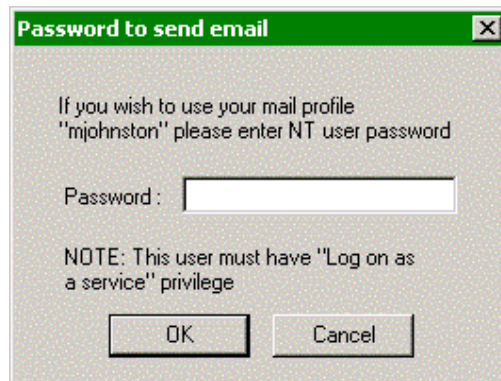 Password to send email
If you wish to use your mail profile
"mjohnston" please enter NT user password
Password :
NOTE: This user must have "Log on as
a service" privilege
OK Cancel